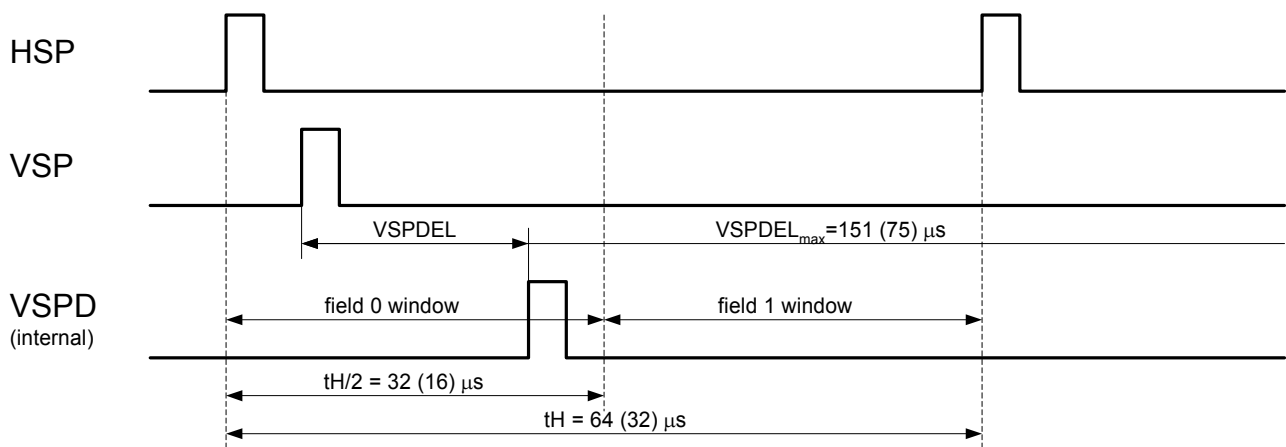 HSP
VSP
VSPDEL
VSPDELmax=151 (75) μs
VSPD
(internal)
field 0 window
field 1 window
tH/2 = 32 (16) μs
tH = 64 (32) μs